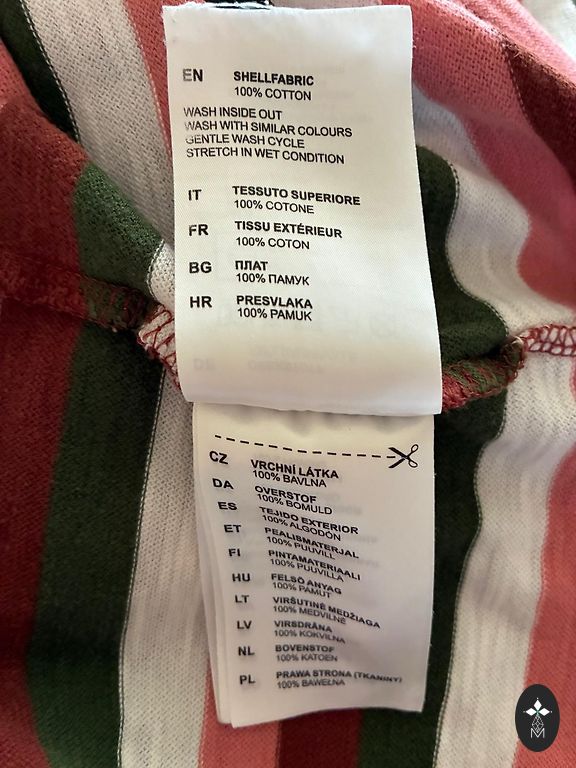 EN SHELLFABRIC
100% COTTON
WASH INSIDE OUT
WASH WITH SIMILAR COLOURS
GENTLE WASH CYCLE
STRETCH IN WET CONDITION
IT TESSUTO SUPERIORE
100% COTONE
FR TISSU EXTÉRIEUR
100% COTON
BG ПЛАТ
100% ПАМУК
HR PRESVLAKA
100% PAMUK
CZ VRCHNÍ LÁTKA
100% BAVLNA
DA OVERSTOF
100% BOMULD
ES TEJIDO EXTERIOR
100% ALGODÓN
ET PEALISMATERJAL
100% PUUVILL
FI PINTAMATERIAALI
100% PUUVILLA
HU FELSŐ ANYAG
100% PAMUT
LT VIRŠUTINĖ MEDŽIAGA
100% MEDVILNĖ
LV VIRSDRĀNA
100% KOKVILNA
NL BOVENSTOF
100% KATOEN
PL PRAWA STRONA (TKANINY)
100% BAWEŁNA
M